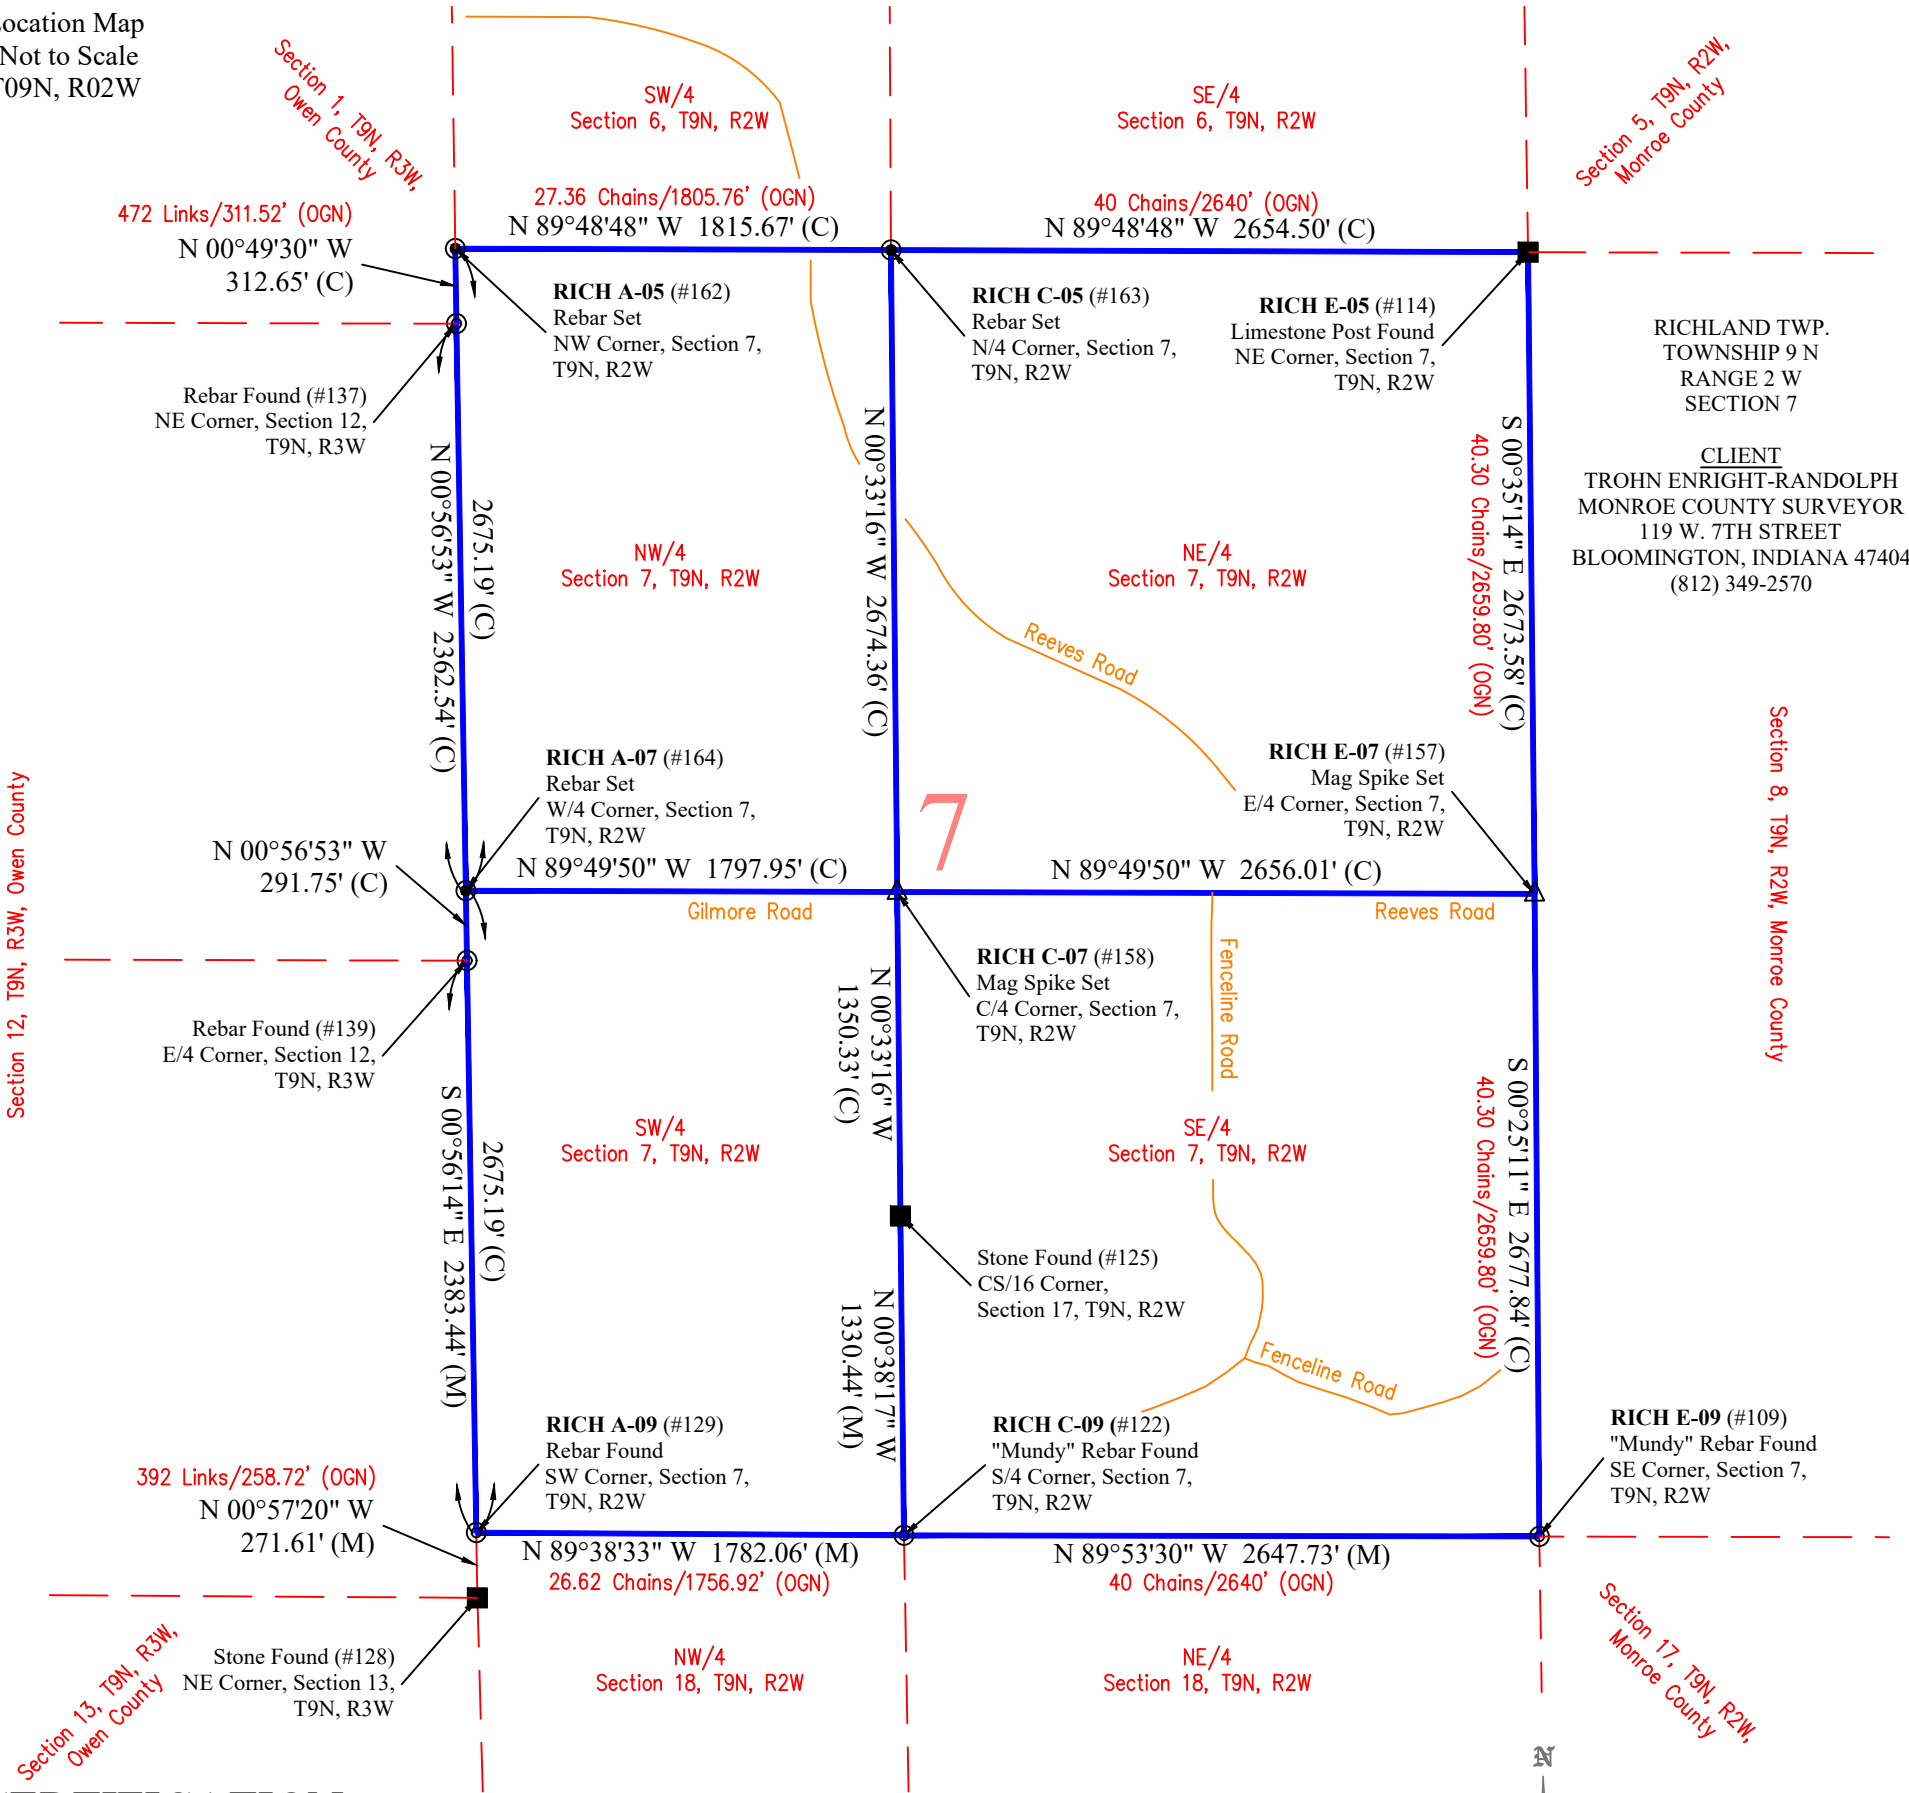 Location Map
Not to Scale
T09N, R02W
Section 1, T9N, R3W,
Owen County
SW/4
Section 6, T9N, R2W
SE/4
Section 6, T9N, R2W
Section 5, T9N, R2W,
Monroe County
472 Links/311.52' (OGN)
N 00°49'30" W
312.65' (C)
27.36 Chains/1805.76' (OGN)
N 89°48'48" W 1815.67' (C)
40 Chains/2640' (OGN)
N 89°48'48" W 2654.50' (C)
RICH A-05 (#162)
Rebar Set
NW Corner, Section 7,
T9N, R2W
RICH C-05 (#163)
Rebar Set
N/4 Corner, Section 7,
T9N, R2W
RICH E-05 (#114)
Limestone Post Found
NE Corner, Section 7,
T9N, R2W
RICHLAND TWP.
TOWNSHIP 9 N
RANGE 2 W
SECTION 7
CLIENT
TROHN ENRIGHT-RANDOLPH
MONROE COUNTY SURVEYOR
119 W. 7TH STREET
BLOOMINGTON, INDIANA 47404
(812) 349-2570
Rebar Found (#137)
NE Corner, Section 12,
T9N, R3W
N 00°56'53" W 2362.54' (C)
2675.19' (C)
N 00°33'16" W 2674.36' (C)
40.30 Chains/2659.80' (OGN)
S 00°35'14" E 2673.58' (C)
NW/4
Section 7, T9N, R2W
NE/4
Section 7, T9N, R2W
Reeves Road
Section 12, T9N, R3W, Owen County
Section 8, T9N, R2W, Monroe County
RICH A-07 (#164)
Rebar Set
W/4 Corner, Section 7,
T9N, R2W
7
RICH E-07 (#157)
Mag Spike Set
E/4 Corner, Section 7,
T9N, R2W
N 00°56'53" W
291.75' (C)
N 89°49'50" W 1797.95' (C)
N 89°49'50" W 2656.01' (C)
Gilmore Road
Reeves Road
Fenceline Road
RICH C-07 (#158)
Mag Spike Set
C/4 Corner, Section 7,
T9N, R2W
N 00°33'16" W
1350.33' (C)
Rebar Found (#139)
E/4 Corner, Section 12,
T9N, R3W
S 00°56'14" E 2383.44' (M)
2675.19' (C)
SW/4
Section 7, T9N, R2W
SE/4
Section 7, T9N, R2W
40.30 Chains/2659.80' (OGN)
S 00°25'11" E 2677.84' (C)
Stone Found (#125)
CS/16 Corner,
Section 17, T9N, R2W
N 00°38'17" W
1330.44' (M)
Fenceline Road
RICH A-09 (#129)
Rebar Found
SW Corner, Section 7,
T9N, R2W
RICH C-09 (#122)
"Mundy" Rebar Found
S/4 Corner, Section 7,
T9N, R2W
RICH E-09 (#109)
"Mundy" Rebar Found
SE Corner, Section 7,
T9N, R2W
392 Links/258.72' (OGN)
N 00°57'20" W
271.61' (M)
N 89°38'33" W 1782.06' (M)
26.62 Chains/1756.92' (OGN)
N 89°53'30" W 2647.73' (M)
40 Chains/2640' (OGN)
Stone Found (#128)
NE Corner, Section 13,
T9N, R3W
Section 13, T9N, R3W,
Owen County
NW/4
Section 18, T9N, R2W
NE/4
Section 18, T9N, R2W
Section 17, T9N, R2W,
Monroe County
N